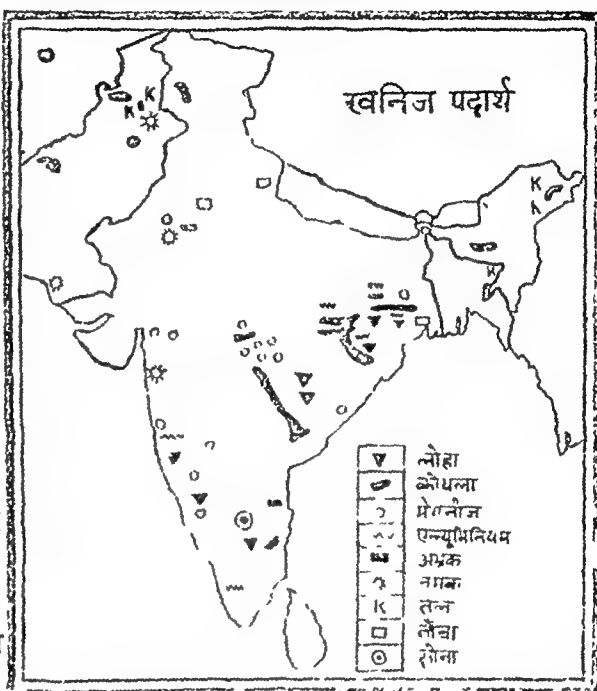 खनिज पदार्थ
K
K
K
K
K
लोहा
कोयला
मेगनीज
एल्यूमिनियम
अभ्रक
नमक
K तेल
ताँबा
सोना